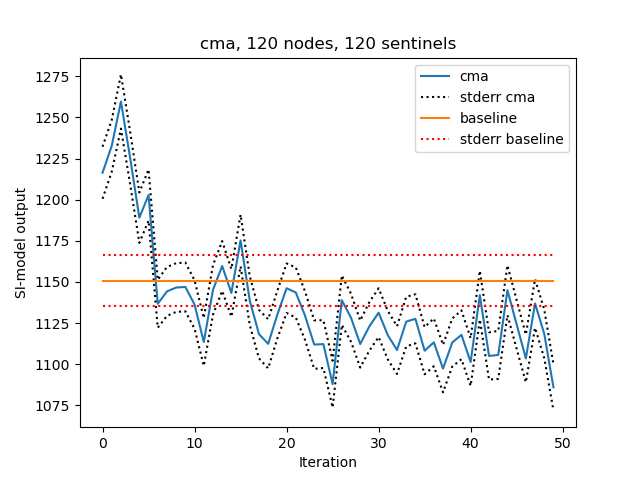 cma, 120 nodes, 120 sentinels
cma
stderr cma
baseline
stderr baseline
SI-model output
1275
1250
1225
1200
1175
1150
1125
1100
1075
0 10 20 30 40 50
Iteration